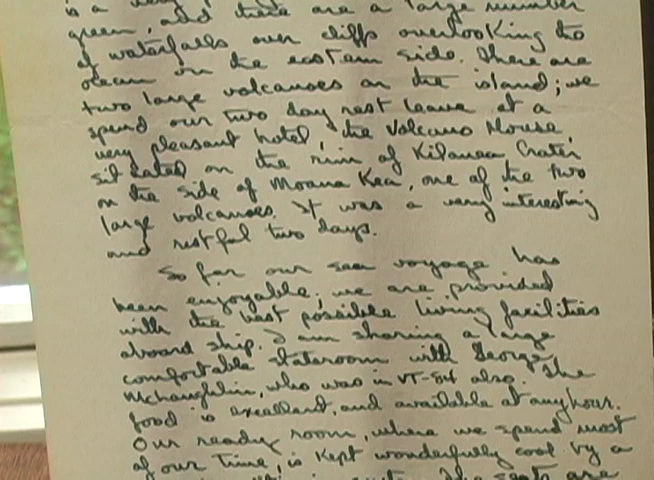 is a very
green, and there are a large number
of waterfalls over cliffs overlooking the
ocean on the eastern side. There are
two large volcanoes on the island; we
spend our two day rest leave at a
very pleasant hotel, the Volcano House,
situated on the rim of Kilauea Crater
on the side of Moana Kea, one of the two
large volcanoes. It was a very interesting
and restful two days.
So far our sea voyage has
been enjoyable; we are provided
with the best possible living facilities
aboard ship. I am sharing a large
comfortable stateroom with George
McLaughlin, who was in VT-54 also. The
food is excellent, and available at any hour.
Our ready room, where we spend most
of our time, is kept wonderfully cool by a
The seats are